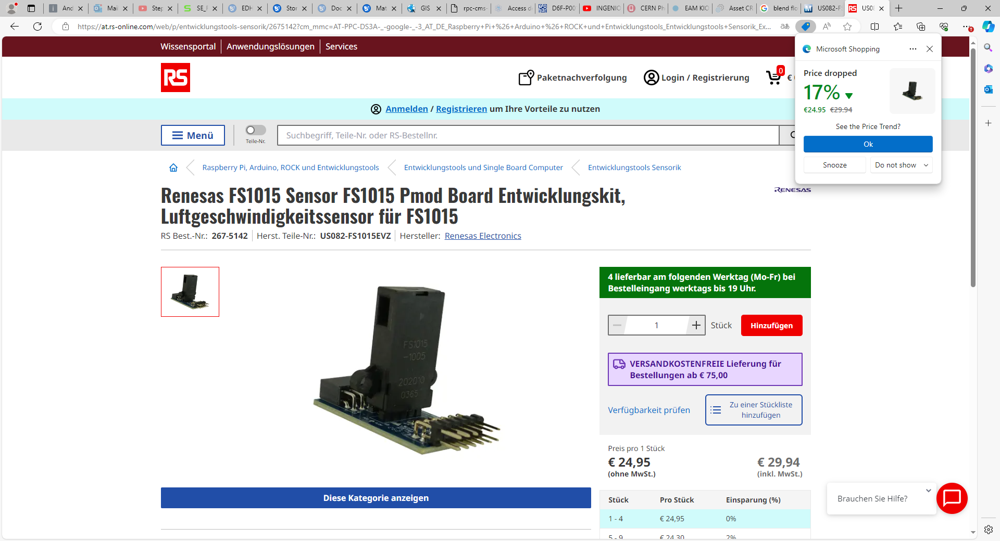 And
Mai
Step
SE_F
EDH
Stor
Doc
Mat
GIS
rpc-cms-
Access d
D6F-P00
INGENIO
CERN Ph
EAM KIO
Asset CR
blend flo
US082-FS
US08
https://at.rs-online.com/web/p/entwicklungstools-sensorik/2675142?cm_mmc=AT-PPC-DS3A-_-google-_-3_AT_DE_Raspberry+Pi+%26+Arduino+%26+ROCK+und+Entwicklungstools_Entwicklungstools+Sensorik_Ex...
Wissensportal Anwendungslösungen Services
RS
Paketnachverfolgung Login / Registrierung 0 €
Anmelden / Registrieren um Ihre Vorteile zu nutzen
Menü Teile-Nr. Suchbegriff, Teile-Nr. oder RS-Bestellnr.
Microsoft Shopping
Price dropped
17%
€24.95 €29.94
See the Price Trend?
Ok
Snooze Do not show
Raspberry Pi, Arduino, ROCK und Entwicklungstools Entwicklungstools und Single Board Computer Entwicklungstools Sensorik
Renesas FS1015 Sensor FS1015 Pmod Board Entwicklungskit,
Luftgeschwindigkeitssensor für FS1015
RENESAS
RS Best.-Nr.: 267-5142 Herst. Teile-Nr.: US082-FS1015EVZ Hersteller: Renesas Electronics
FS1015
-1005
202010
0365
4 lieferbar am folgenden Werktag (Mo-Fr) bei
Bestelleingang werktags bis 19 Uhr.
1 Stück Hinzufügen
VERSANDKOSTENFREIE Lieferung für
Bestellungen ab € 75,00
Verfügbarkeit prüfen
Zu einer Stückliste
hinzufügen
Preis pro 1 Stück
€ 24,95 € 29,94
(ohne MwSt.) (inkl. MwSt.)
Diese Kategorie anzeigen
Stück Pro Stück Einsparung (%)
1 - 4 € 24,95 0%
5 - 9 € 24,30 2%
Brauchen Sie Hilfe?